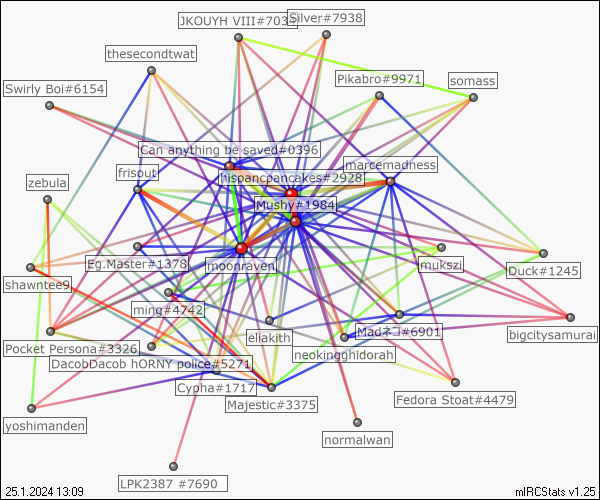 JKOUYH VIII#703
Silver#7938
thesecondtwat
Pikabro#9971
somass
Swirly Boi#6154
Can anything be saved#0396
marcemadness
frisout
hispancpancakes#2928
zebula
Mushy#1984
Eg.Master#1378
moonraven
mukszi
Duck#1245
shawntee9
ming#4742
ellakith
Madネコ#6901
bigcitysamurai
Pocket Persona#3326
neokingghidorah
DacobDacob hORNY police#5271
Cypha#1717
Majestic#3375
Fedora Stoat#4479
yoshimanden
normalwan
LPK2387 #7690
25.1.2024 13:09
mIRCStats v1.25